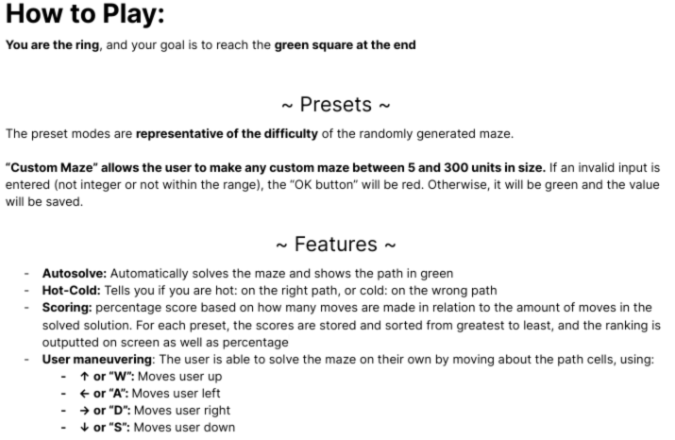 How to Play:
You are the ring, and your goal is to reach the green square at the end
~ Presets ~
The preset modes are representative of the difficulty of the randomly generated maze.
“Custom Maze” allows the user to make any custom maze between 5 and 300 units in size. If an invalid input is
entered (not integer or not within the range), the “OK button” will be red. Otherwise, it will be green and the value
will be saved.
~ Features ~
- Autosolve: Automatically solves the maze and shows the path in green
- Hot-Cold: Tells you if you are hot: on the right path, or cold: on the wrong path
- Scoring: percentage score based on how many moves are made in relation to the amount of moves in the
solved solution. For each preset, the scores are stored and sorted from greatest to least, and the ranking is
outputted on screen as well as percentage
- User maneuvering: The user is able to solve the maze on their own by moving about the path cells, using:
- ↑ or “W”: Moves user up
- ← or “A”: Moves user left
- → or “D”: Moves user right
- ↓ or “S”: Moves user down